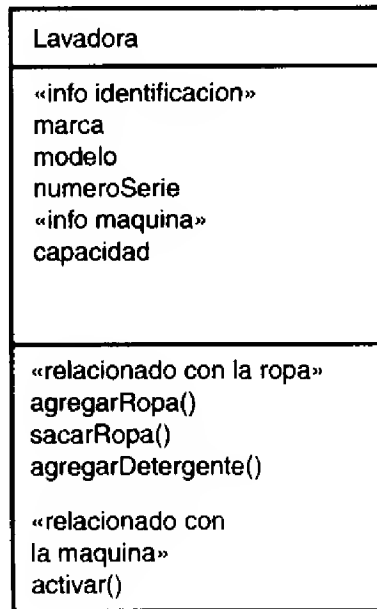 Lavadora
«info identificacion»
marca
modelo
numeroSerie
«info maquina»
capacidad
«relacionado con la ropa»
agregarRopa()
sacarRopa()
agregarDetergente()
«relacionado con
la maquina»
activar()